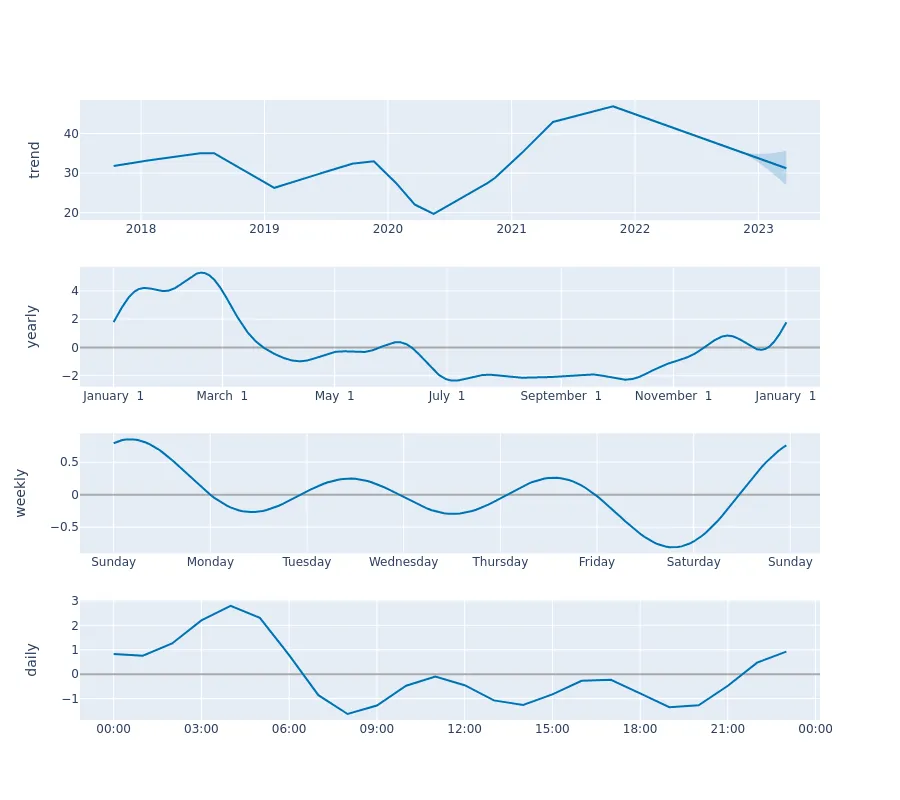 trend
40
30
20
2018 2019 2020 2021 2022 2023
yearly
4
2
0
−2
January 1 March 1 May 1 July 1 September 1 November 1 January 1
weekly
0.5
0
−0.5
Sunday Monday Tuesday Wednesday Thursday Friday Saturday Sunday
daily
3
2
1
0
−1
00:00 03:00 06:00 09:00 12:00 15:00 18:00 21:00 00:00